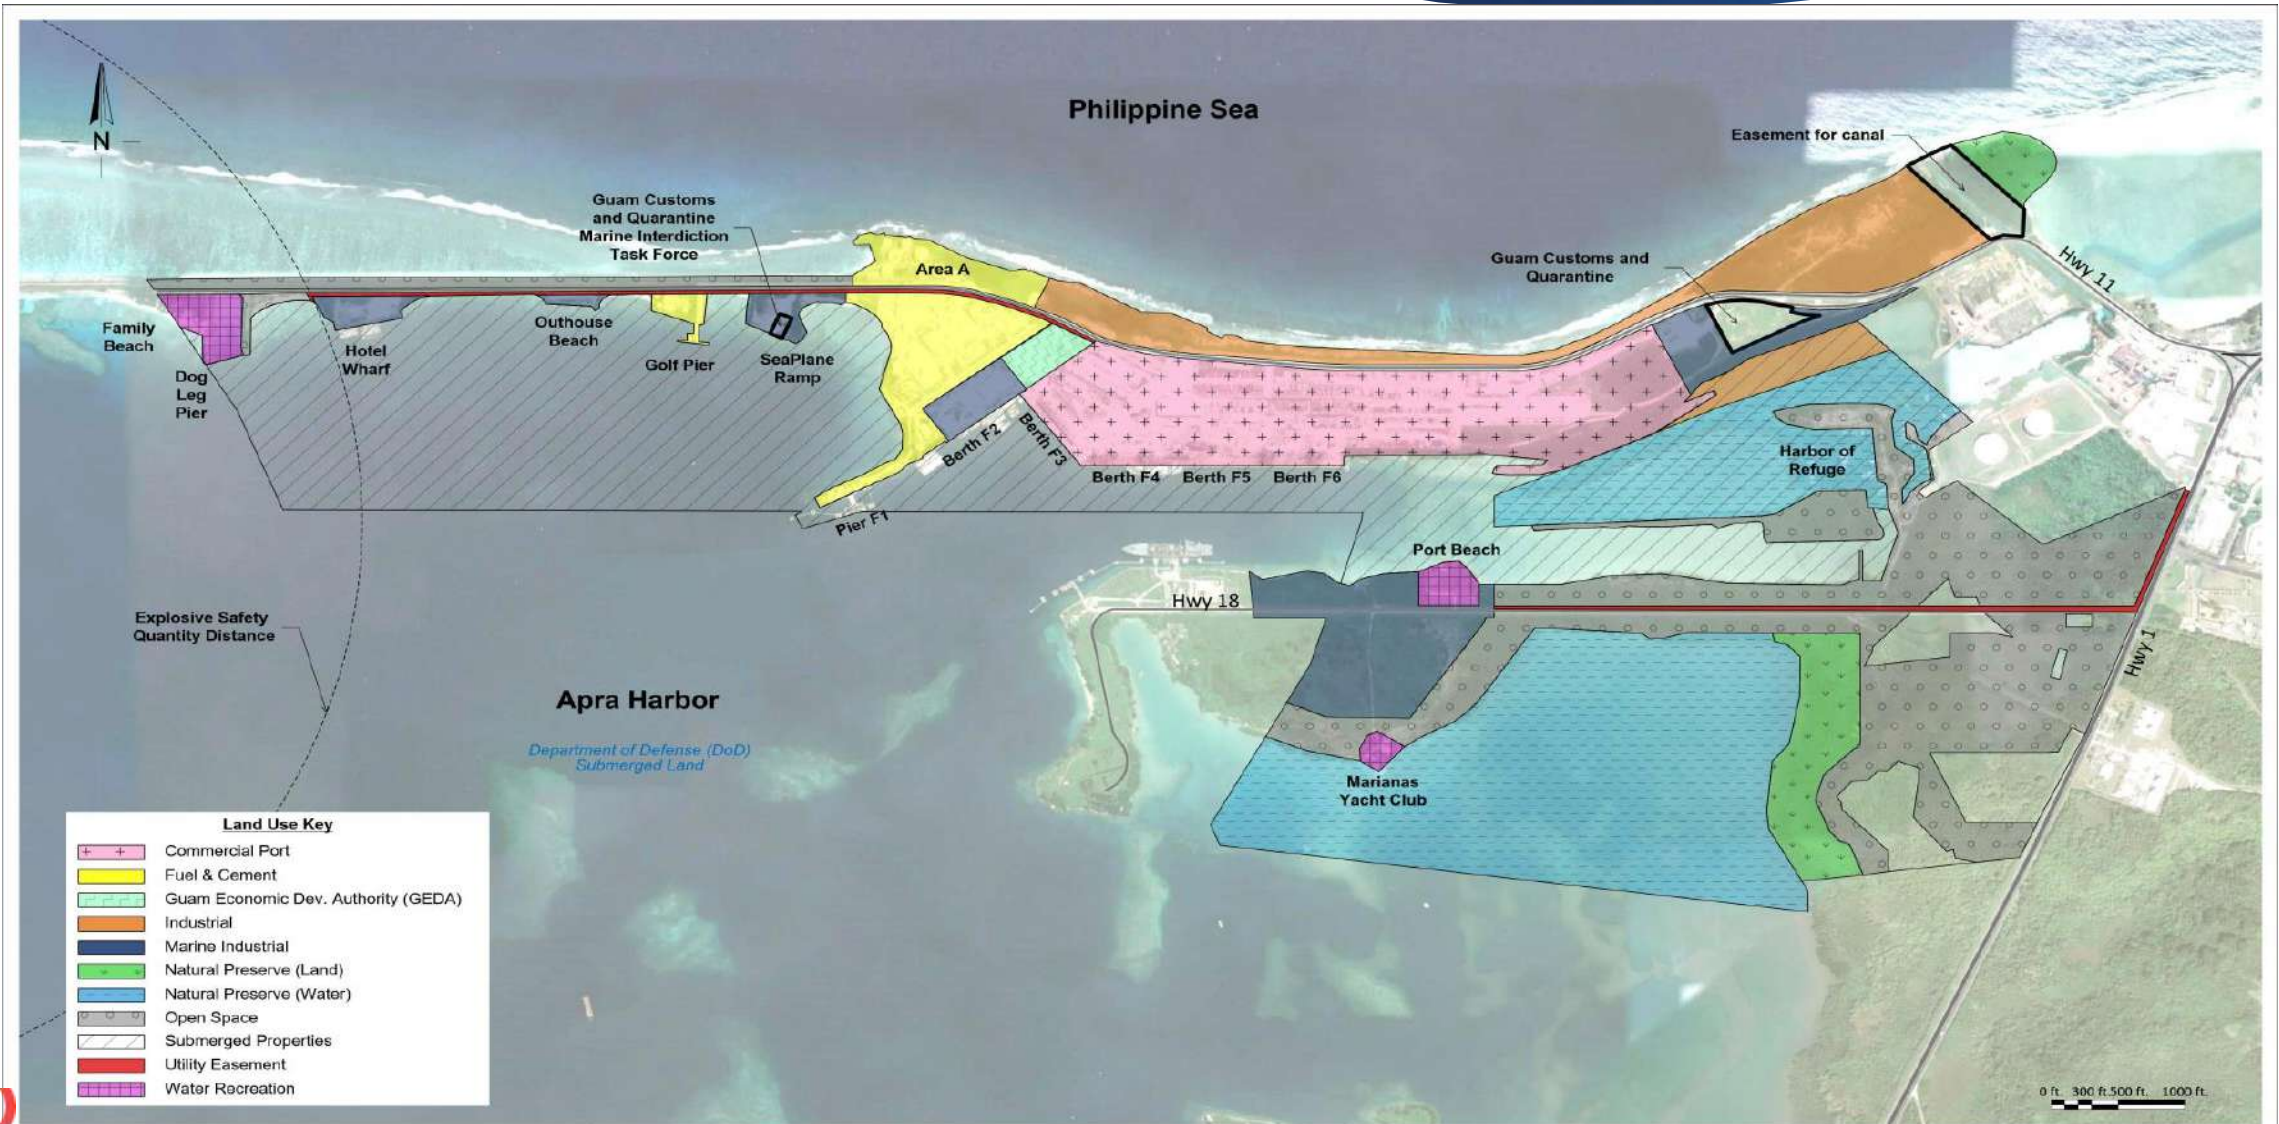 Philippine Sea
Easement for canal
N
Guam Customs
and Quarantine
Marine Interdiction
Task Force
Area A
Guam Customs and
Quarantine
Hwy 11
Family
Beach
Dog
Leg
Pier
Hotel
Wharf
Outhouse
Beach
Golf Pier
SeaPlane
Ramp
Berth F2
Berth F3
Berth F4
Berth F5
Berth F6
Pier F1
Harbor of
Refuge
Port Beach
Hwy 18
Hwy 1
Explosive Safety
Quantity Distance
Apra Harbor
Department of Defense (DoD)
Submerged Land
Marianas
Yacht Club
Land Use Key
Commercial Port
Fuel & Cement
Guam Economic Dev. Authority (GEDA)
Industrial
Marine Industrial
Natural Preserve (Land)
Natural Preserve (Water)
Open Space
Submerged Properties
Utility Easement
Water Recreation
0 ft. 300 ft.500 ft. 1000 ft.